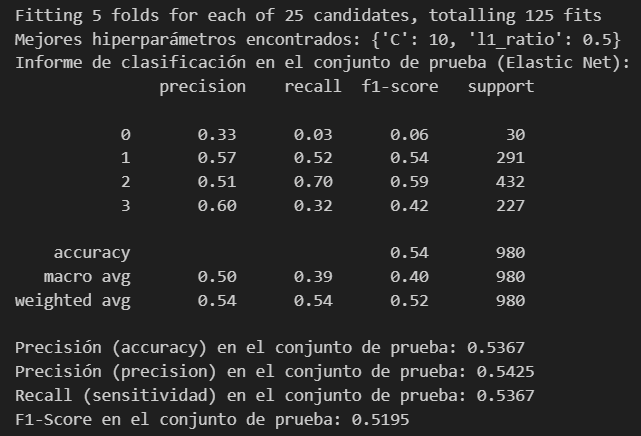 Fitting 5 folds for each of 25 candidates, totalling 125 fits
Mejores hiperparámetros encontrados: {'C': 10, 'l1_ratio': 0.5}
Informe de clasificación en el conjunto de prueba (Elastic Net):
              precision    recall  f1-score   support

           0       0.33      0.03      0.06        30
           1       0.57      0.52      0.54       291
           2       0.51      0.70      0.59       432
           3       0.60      0.32      0.42       227

    accuracy                           0.54       980
   macro avg       0.50      0.39      0.40       980
weighted avg       0.54      0.54      0.52       980

Precisión (accuracy) en el conjunto de prueba: 0.5367
Precisión (precision) en el conjunto de prueba: 0.5425
Recall (sensitividad) en el conjunto de prueba: 0.5367
F1-Score en el conjunto de prueba: 0.5195